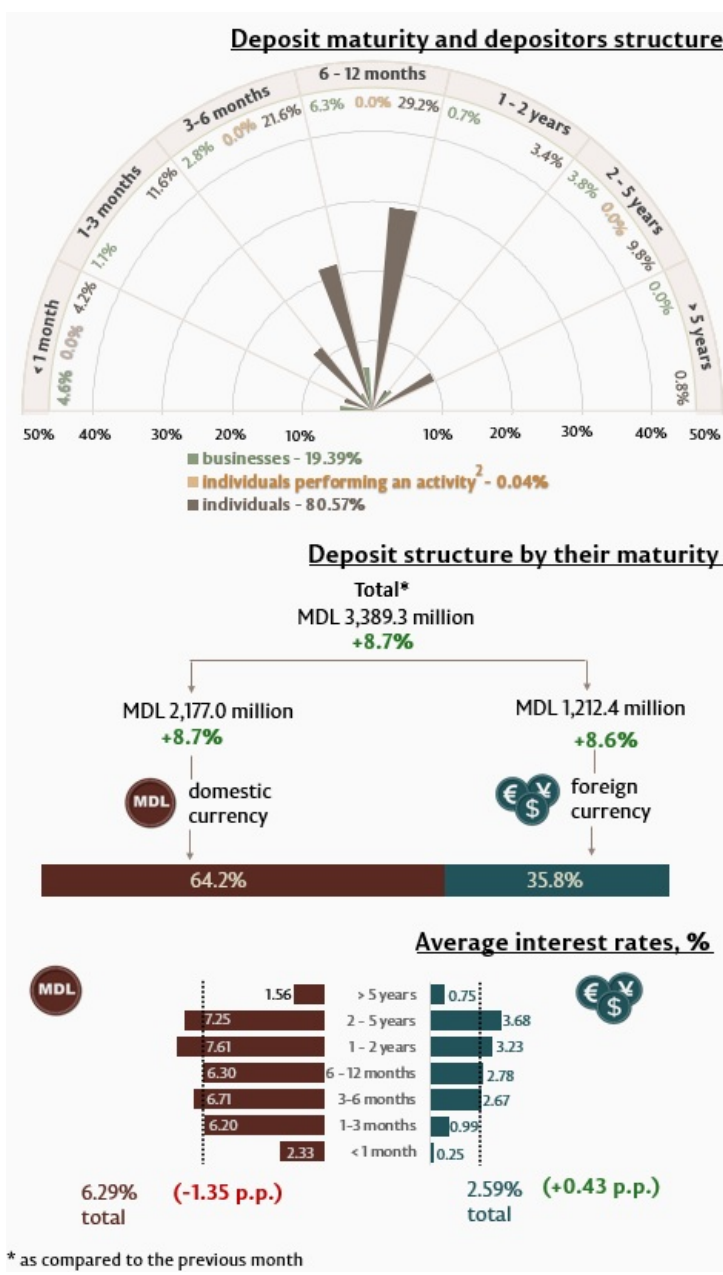 Deposit maturity and depositors structure
< 1 month
4.6% 0.0% 4.2%
1-3 months
1.1% 11.6%
3-6 months
2.8% 0.0% 21.6%
6 - 12 months
6.3% 0.0% 29.2%
1 - 2 years
0.7% 3.4%
2 - 5 years
3.8% 0.0% 9.8%
> 5 years
0.0% 0.8%
50% 40% 30% 20% 10% 10% 20% 30% 40% 50%
businesses - 19.39%
individuals performing an activity2 - 0.04%
individuals - 80.57%
Deposit structure by their maturity
Total*
MDL 3,389.3 million
+8.7%
MDL 2,177.0 million
+8.7%
MDL 1,212.4 million
+8.6%
MDL
domestic
currency
€ ¥ $
foreign
currency
64.2% 35.8%
Average interest rates, %
MDL
€ ¥ $
1.56 > 5 years 0.75
7.25 2 - 5 years 3.68
7.61 1 - 2 years 3.23
6.30 6 - 12 months 2.78
6.71 3-6 months 2.67
6.20 1-3 months 0.99
2.33 < 1 month 0.25
6.29% (-1.35 p.p.)
total
2.59% (+0.43 p.p.)
total
* as compared to the previous month